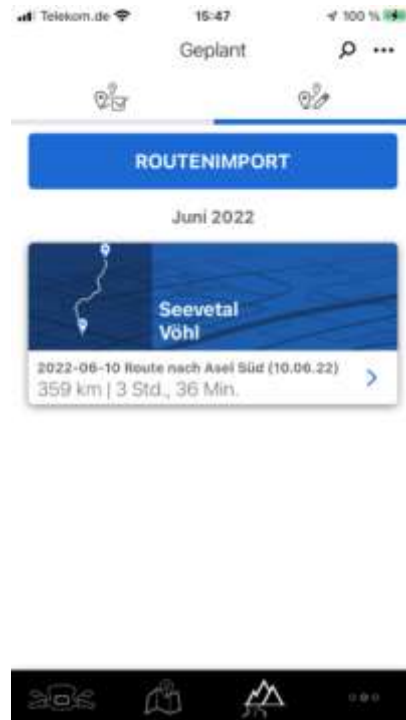 Telekom.de 15:47 100 %
Geplant
ROUTENIMPORT
Juni 2022
Seevetal
Vöhl
2022-06-10 Route nach Asel Süd (10.06.22)
359 km | 3 Std., 36 Min.